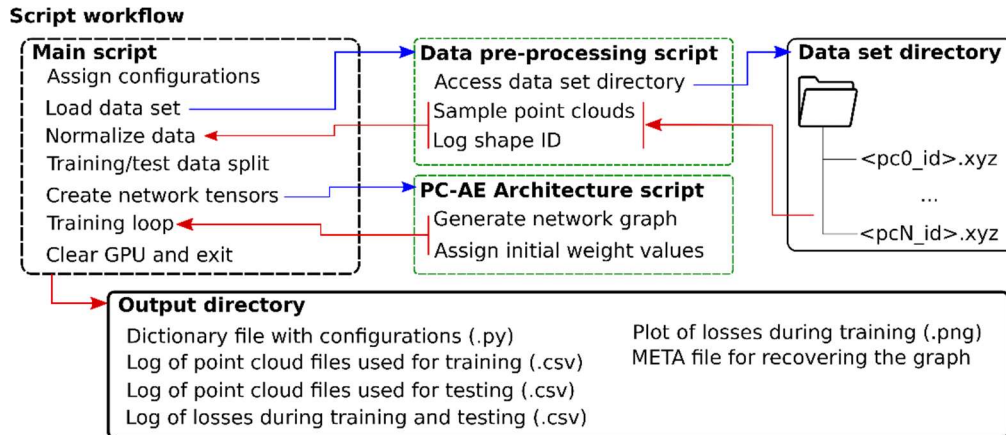 Script workflow
Main script
Assign configurations
Load data set
Normalize data
Training/test data split
Create network tensors
Training loop
Clear GPU and exit
Data pre-processing script
Access data set directory
Sample point clouds
Log shape ID
PC-AE Architecture script
Generate network graph
Assign initial weight values
Data set directory
<pc0_id>.xyz
...
<pcN_id>.xyz
Output directory
Dictionary file with configurations (.py)
Log of point cloud files used for training (.csv)
Log of point cloud files used for testing (.csv)
Log of losses during training and testing (.csv)
Plot of losses during training (.png)
META file for recovering the graph